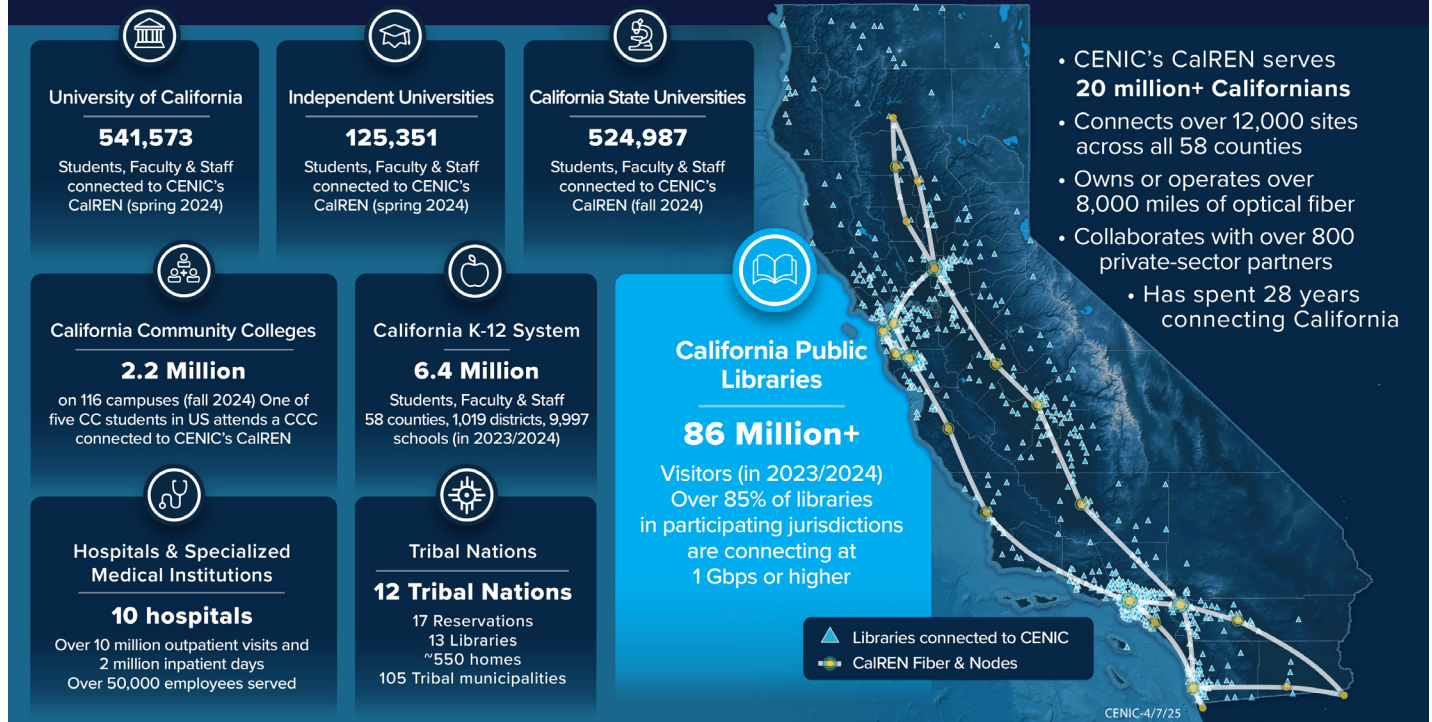 University of California
541,573
Students, Faculty & Staff
connected to CENIC’s
CalREN (spring 2024)
Independent Universities
125,351
Students, Faculty & Staff
connected to CENIC’s
CalREN (spring 2024)
California State Universities
524,987
Students, Faculty & Staff
connected to CENIC’s
CalREN (fall 2024)
California Community Colleges
2.2 Million
on 116 campuses (fall 2024) One of
five CC students in US attends a CCC
connected to CENIC’s CalREN
California K-12 System
6.4 Million
Students, Faculty & Staff
58 counties, 1,019 districts, 9,997
schools (in 2023/2024)
Hospitals & Specialized
Medical Institutions
10 hospitals
Over 10 million outpatient visits and
2 million inpatient days
Over 50,000 employees served
Tribal Nations
12 Tribal Nations
17 Reservations
13 Libraries
~550 homes
105 Tribal municipalities
California Public
Libraries
86 Million+
Visitors (in 2023/2024)
Over 85% of libraries
in participating jurisdictions
are connecting at
1 Gbps or higher
• CENIC’s CalREN serves
20 million+ Californians
• Connects over 12,000 sites
across all 58 counties
• Owns or operates over
8,000 miles of optical fiber
• Collaborates with over 800
private-sector partners
• Has spent 28 years
connecting California
Libraries connected to CENIC
CalREN Fiber & Nodes
CENIC-4/7/25